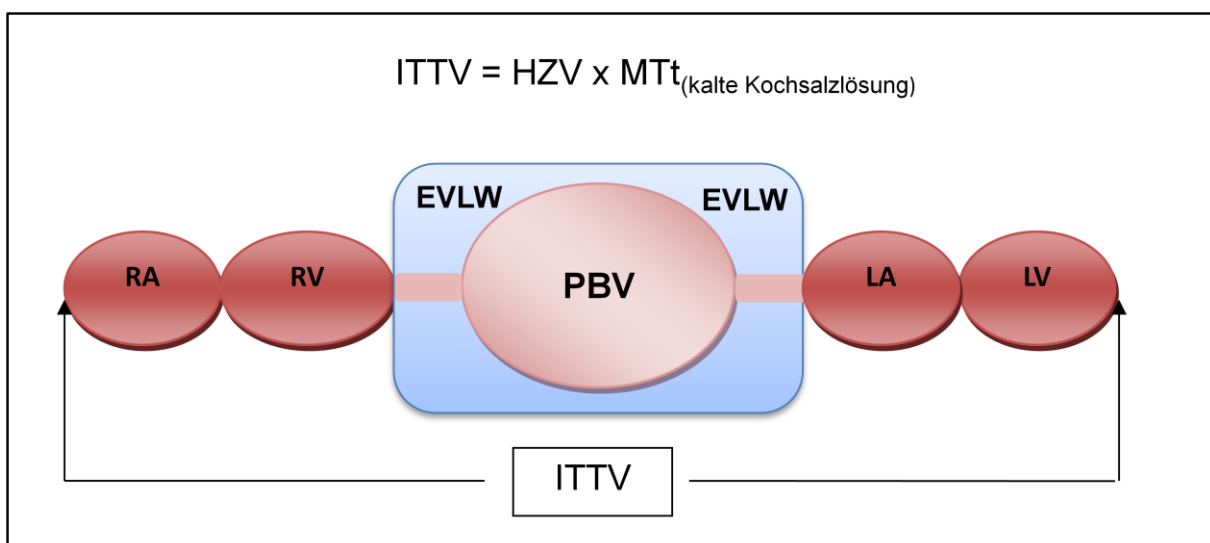 ITTV = HZV x MTt(kalte Kochsalzlösung)
EVLW EVLW
RA RV PBV LA LV
ITTV